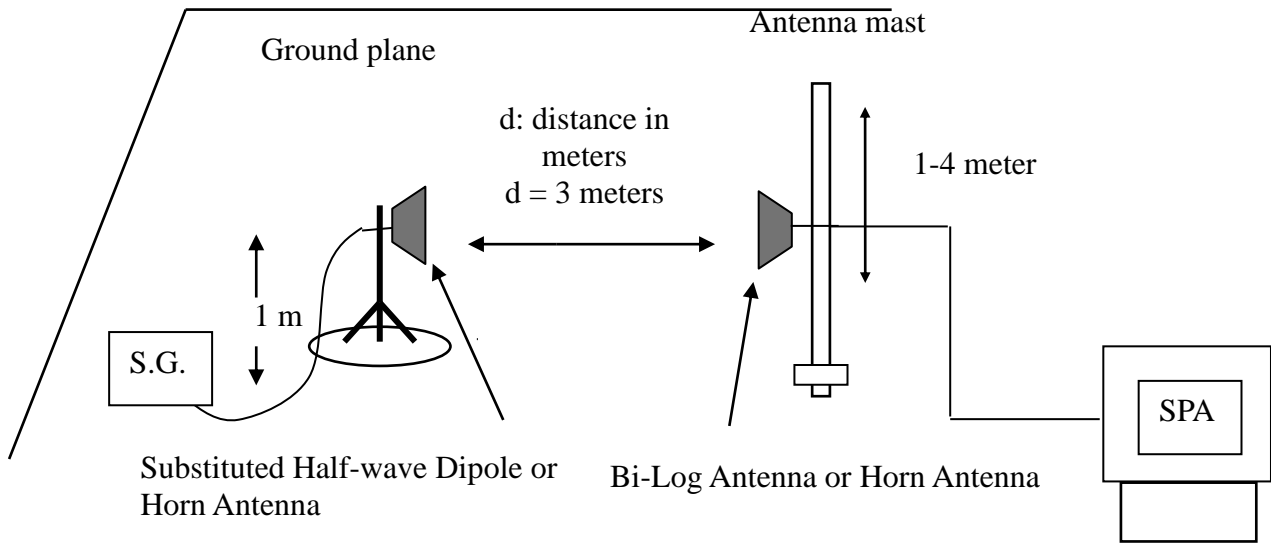 Antenna mast
Ground plane
d: distance in
meters
d = 3 meters
1-4 meter
1 m
S.G.
SPA
Substituted Half-wave Dipole or
Horn Antenna
Bi-Log Antenna or Horn Antenna